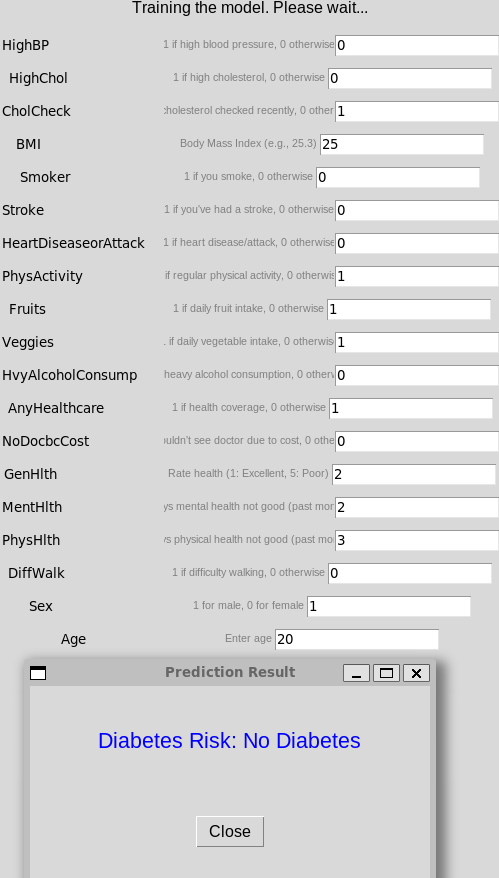 Training the model. Please wait...
HighBP 1 if high blood pressure, 0 otherwise 0
HighChol 1 if high cholesterol, 0 otherwise 0
CholCheck cholesterol checked recently, 0 other 1
BMI Body Mass Index (e.g., 25.3) 25
Smoker 1 if you smoke, 0 otherwise 0
Stroke 1 if you've had a stroke, 0 otherwise 0
HeartDiseaseorAttack 1 if heart disease/attack, 0 otherwise 0
PhysActivity if regular physical activity, 0 otherwis 1
Fruits 1 if daily fruit intake, 0 otherwise 1
Veggies if daily vegetable intake, 0 otherwis 1
HvyAlcoholConsump heavy alcohol consumption, 0 otherw 0
AnyHealthcare 1 if health coverage, 0 otherwise 1
NoDocbcCost ouldn't see doctor due to cost, 0 othe 0
GenHlth Rate health (1: Excellent, 5: Poor) 2
MentHlth ys mental health not good (past mon 2
PhysHlth ys physical health not good (past mo 3
DiffWalk 1 if difficulty walking, 0 otherwise 0
Sex 1 for male, 0 for female 1
Age Enter age 20
Prediction Result
Diabetes Risk: No Diabetes
Close